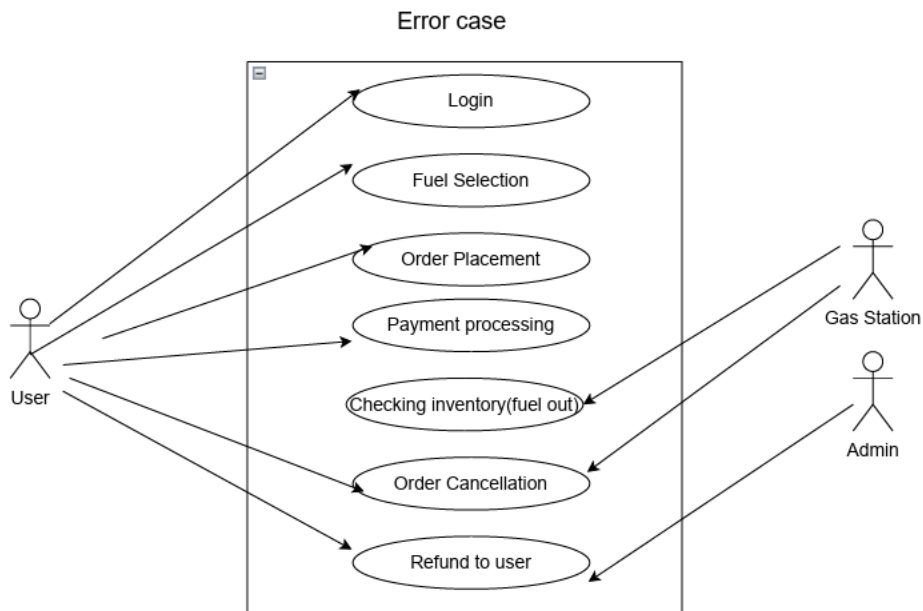 Error case
Login
Fuel Selection
Order Placement
Payment processing
Checking inventory(fuel out)
Order Cancellation
Refund to user
User
Gas Station
Admin